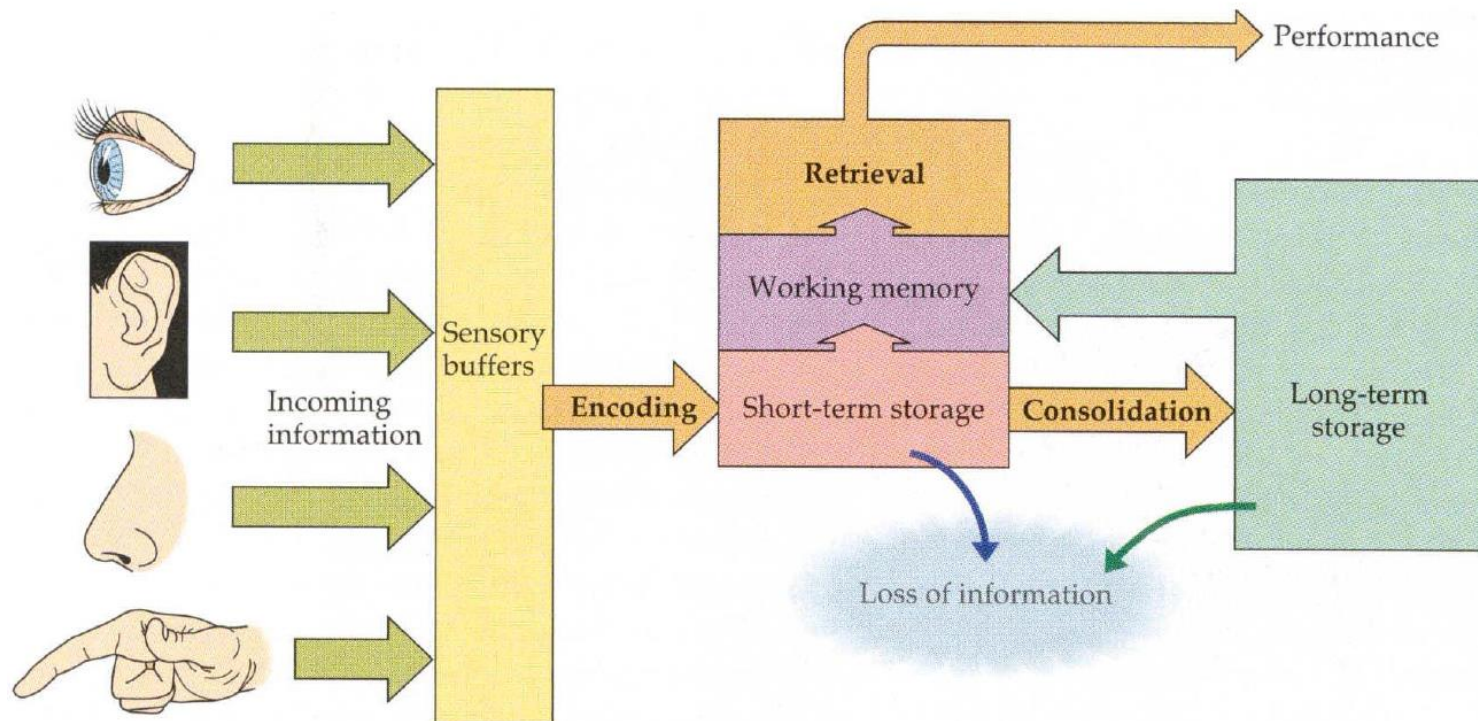 Performance
Retrieval
Working memory
Sensory
buffers
Incoming
information
Encoding
Short-term storage
Consolidation
Long-term
storage
Loss of information